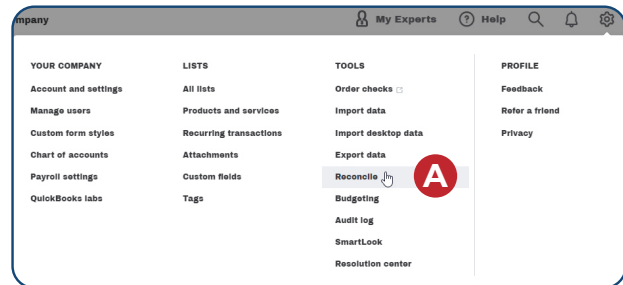 mpany My Experts Help
YOUR COMPANY
Account and settings
Manage users
Custom form styles
Chart of accounts
Payroll settings
QuickBooks labs
LISTS
All lists
Products and services
Recurring transactions
Attachments
Custom fields
Tags
TOOLS
Order checks
Import data
Import desktop data
Export data
Reconcile A
Budgeting
Audit log
SmartLook
Resolution center
PROFILE
Feedback
Refer a friend
Privacy